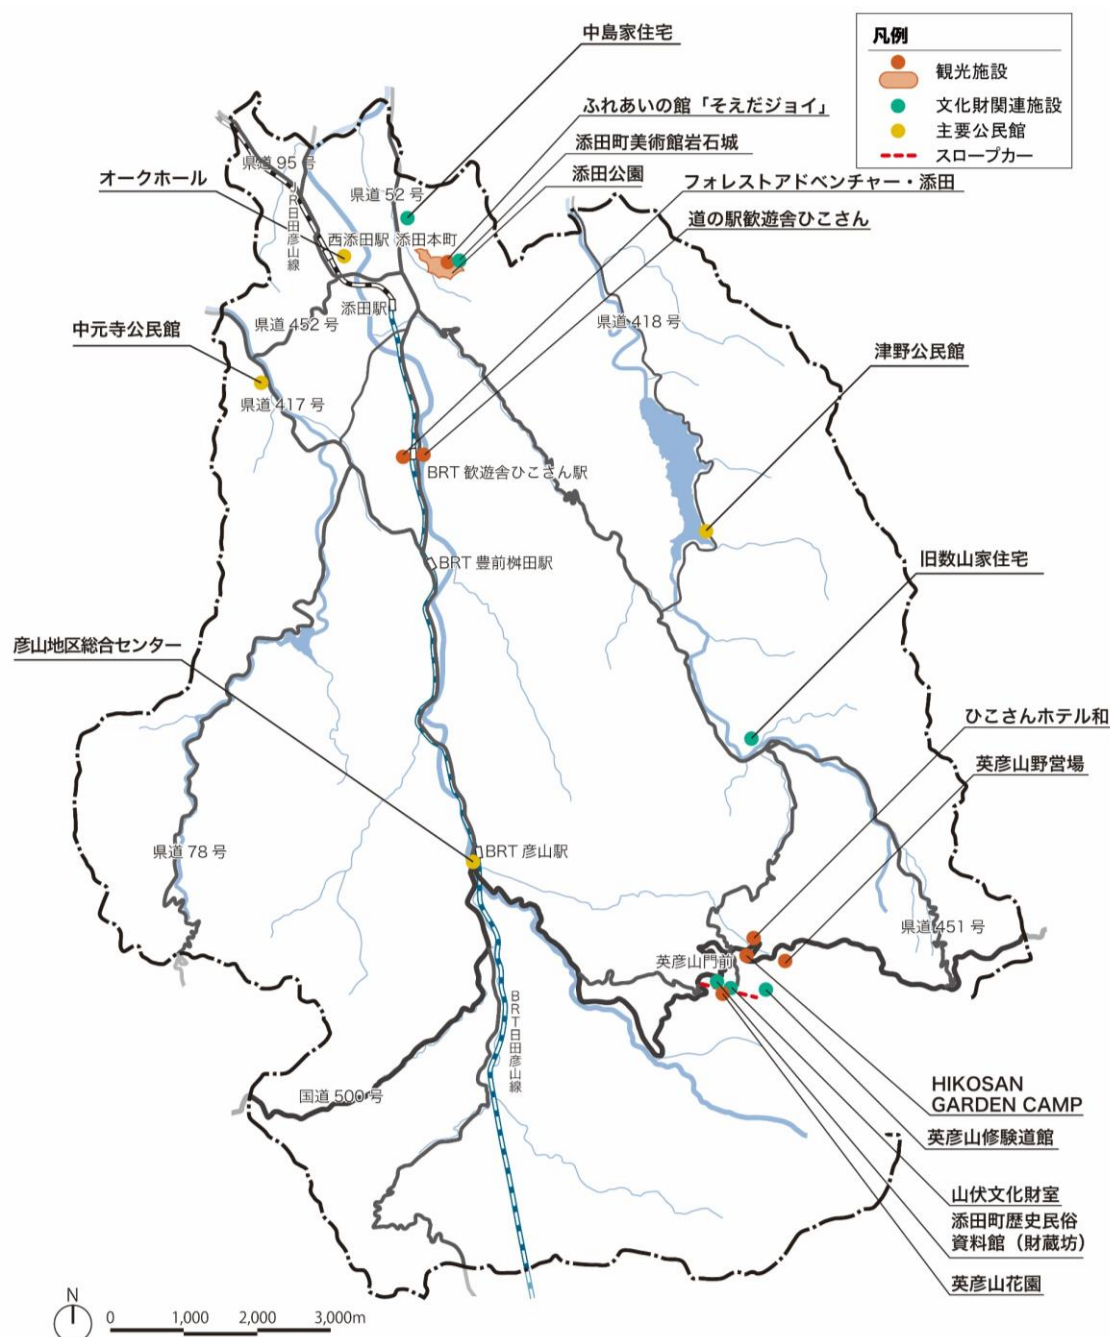 中島家住宅
凡例
観光施設
文化財関連施設
主要公民館
スロープカー
ふれあいの館「そえだジョイ」
添田町美術館岩石城
添田公園
フォレストアドベンチャー・添田
道の駅歓遊舎ひこさん
県道95号
オークホール
県道52号
JR日田彦山線
西添田駅
添田本町
添田駅
県道452号
県道418号
中元寺公民館
津野公民館
県道417号
BRT 歓遊舎ひこさん駅
BRT 豊前桝田駅
旧数山家住宅
彦山地区総合センター
ひこさんホテル和
英彦山野営場
県道78号
BRT 彦山駅
県道451号
英彦山門前
BRT日田彦山線
国道500号
HIKOSAN
GARDEN CAMP
英彦山修験道館
山伏文化財室
添田町歴史民俗
資料館（財蔵坊）
英彦山花園
N
0 1,000 2,000 3,000m